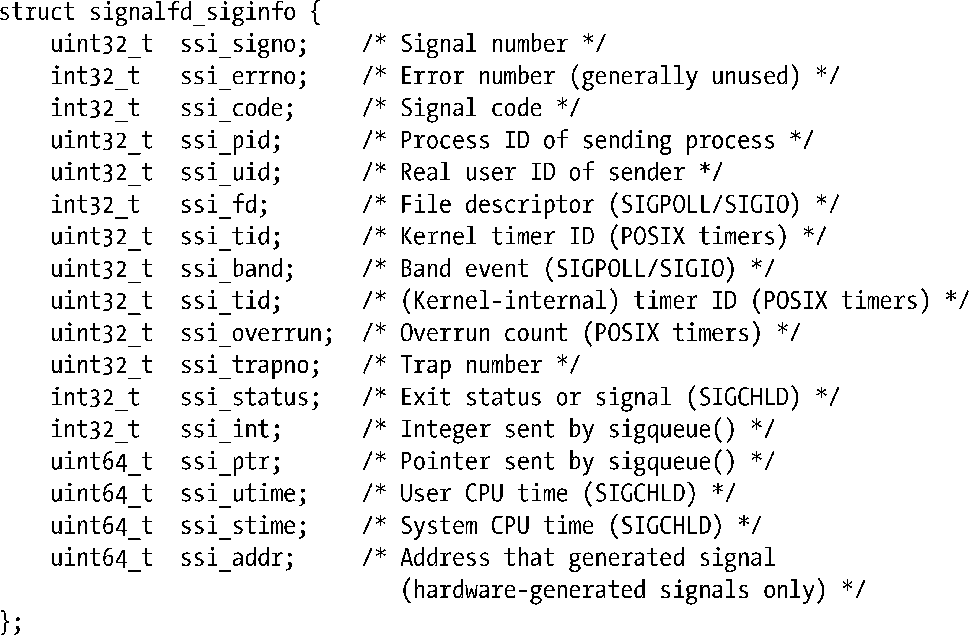 struct signalfd_siginfo {
    uint32_t  ssi_signo;    /* Signal number */
    int32_t   ssi_errno;    /* Error number (generally unused) */
    int32_t   ssi_code;     /* Signal code */
    uint32_t  ssi_pid;      /* Process ID of sending process */
    uint32_t  ssi_uid;      /* Real user ID of sender */
    int32_t   ssi_fd;       /* File descriptor (SIGPOLL/SIGIO) */
    uint32_t  ssi_tid;      /* Kernel timer ID (POSIX timers) */
    uint32_t  ssi_band;     /* Band event (SIGPOLL/SIGIO) */
    uint32_t  ssi_tid;      /* (Kernel-internal) timer ID (POSIX timers) */
    uint32_t  ssi_overrun;  /* Overrun count (POSIX timers) */
    uint32_t  ssi_trapno;   /* Trap number */
    int32_t   ssi_status;   /* Exit status or signal (SIGCHLD) */
    int32_t   ssi_int;      /* Integer sent by sigqueue() */
    uint64_t  ssi_ptr;      /* Pointer sent by sigqueue() */
    uint64_t  ssi_utime;    /* User CPU time (SIGCHLD) */
    uint64_t  ssi_stime;    /* System CPU time (SIGCHLD) */
    uint64_t  ssi_addr;     /* Address that generated signal
                               (hardware-generated signals only) */
};